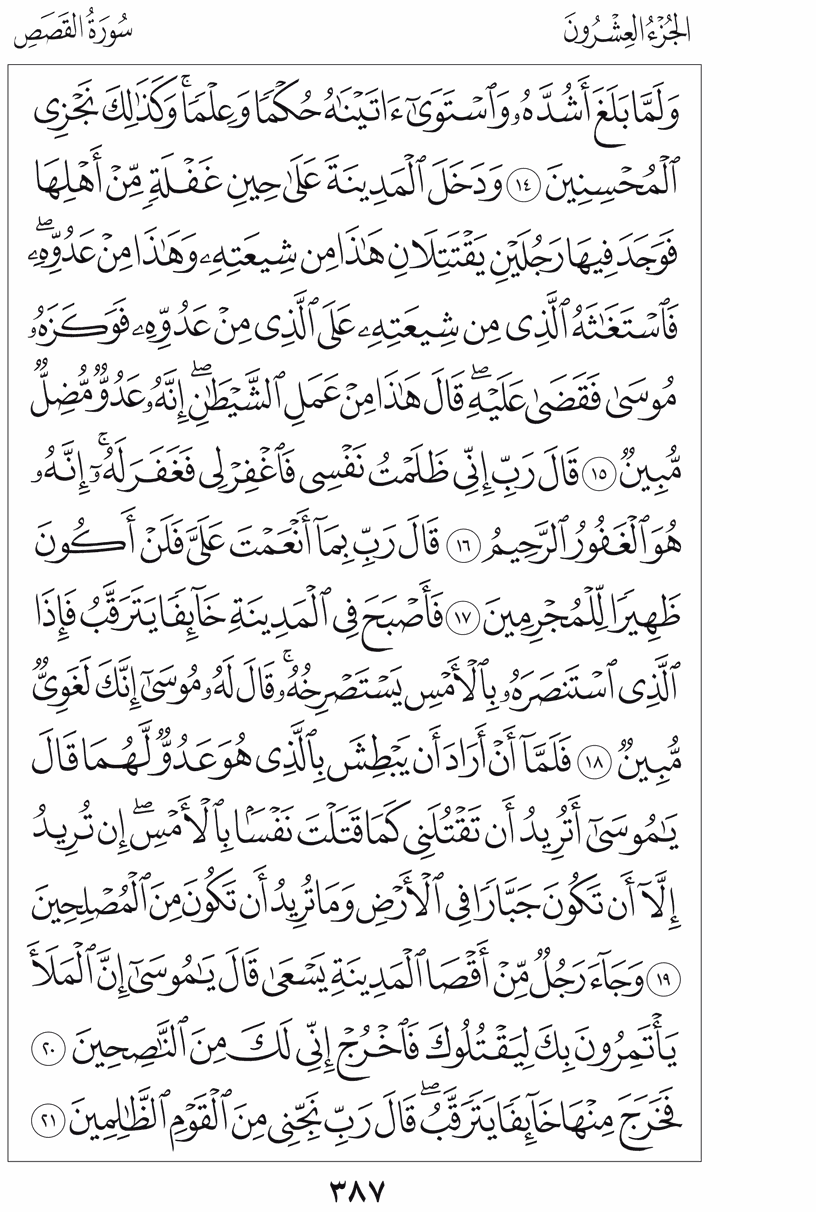 الجُزْءُ العِشْرُونَ
سُورَةُ القَصَصِ
وَلَمَّا بَلَغَ أَشُدَّهُۥ وَٱسْتَوَىٰٓ ءَاتَيْنَٰهُ حُكْمًا وَعِلْمًا ۚ وَكَذَٰلِكَ نَجْزِى
ٱلْمُحْسِنِينَ ١٤ وَدَخَلَ ٱلْمَدِينَةَ عَلَىٰ حِينِ غَفْلَةٍ مِّنْ أَهْلِهَا
فَوَجَدَ فِيهَا رَجُلَيْنِ يَقْتَتِلَانِ هَٰذَا مِن شِيعَتِهِۦ وَهَٰذَا مِنْ عَدُوِّهِۦ ۖ
فَٱسْتَغَٰثَهُ ٱلَّذِى مِن شِيعَتِهِۦ عَلَى ٱلَّذِى مِنْ عَدُوِّهِۦ فَوَكَزَهُۥ
مُوسَىٰ فَقَضَىٰ عَلَيْهِ ۖ قَالَ هَٰذَا مِنْ عَمَلِ ٱلشَّيْطَٰنِ ۖ إِنَّهُۥ عَدُوٌّ مُّضِلٌّ
مُّبِينٌ ١٥ قَالَ رَبِّ إِنِّى ظَلَمْتُ نَفْسِى فَٱغْفِرْ لِى فَغَفَرَ لَهُۥٓ ۚ إِنَّهُۥ
هُوَ ٱلْغَفُورُ ٱلرَّحِيمُ ١٦ قَالَ رَبِّ بِمَآ أَنْعَمْتَ عَلَىَّ فَلَنْ أَكُونَ
ظَهِيرًا لِّلْمُجْرِمِينَ ١٧ فَأَصْبَحَ فِى ٱلْمَدِينَةِ خَآئِفًا يَتَرَقَّبُ فَإِذَا
ٱلَّذِى ٱسْتَنصَرَهُۥ بِٱلْأَمْسِ يَسْتَصْرِخُهُۥ ۚ قَالَ لَهُۥ مُوسَىٰٓ إِنَّكَ لَغَوِىٌّ
مُّبِينٌ ١٨ فَلَمَّآ أَنْ أَرَادَ أَن يَبْطِشَ بِٱلَّذِى هُوَ عَدُوٌّ لَّهُمَا قَالَ
يَٰمُوسَىٰٓ أَتُرِيدُ أَن تَقْتُلَنِى كَمَا قَتَلْتَ نَفْسًۢا بِٱلْأَمْسِ ۖ إِن تُرِيدُ
إِلَّآ أَن تَكُونَ جَبَّارًا فِى ٱلْأَرْضِ وَمَا تُرِيدُ أَن تَكُونَ مِنَ ٱلْمُصْلِحِينَ
١٩ وَجَآءَ رَجُلٌ مِّنْ أَقْصَا ٱلْمَدِينَةِ يَسْعَىٰ قَالَ يَٰمُوسَىٰٓ إِنَّ ٱلْمَلَأَ
يَأْتَمِرُونَ بِكَ لِيَقْتُلُوكَ فَٱخْرُجْ إِنِّى لَكَ مِنَ ٱلنَّٰصِحِينَ ٢٠
فَخَرَجَ مِنْهَا خَآئِفًا يَتَرَقَّبُ ۖ قَالَ رَبِّ نَجِّنِى مِنَ ٱلْقَوْمِ ٱلظَّٰلِمِينَ ٢١
٣٨٧